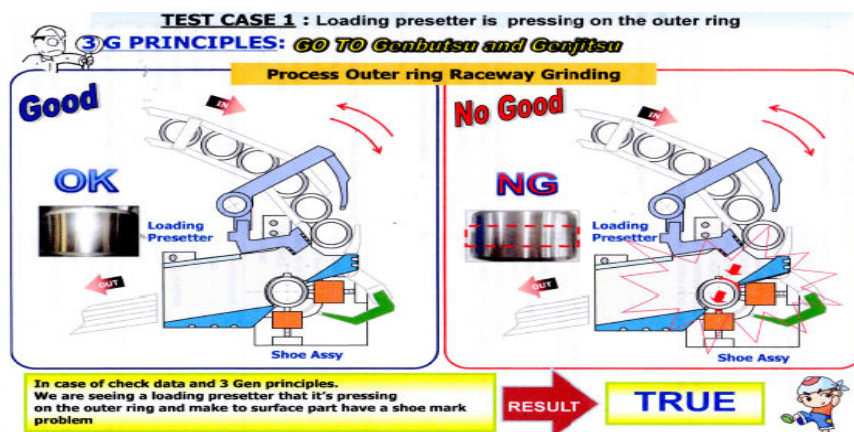 TEST CASE 1 : Loading presetter is pressing on the outer ring
3 G PRINCIPLES: GO TO Genbutsu and Genjitsu
Process Outer ring Raceway Grinding
Good
IN
OK
Loading
Presetter
OUT
Shoe Assy
No Good
IN
NG
Loading
Presetter
OUT
Shoe Assy
In case of check data and 3 Gen principles.
We are seeing a loading presetter that it's pressing
on the outer ring and make to surface part have a shoe mark
problem
RESULT
TRUE